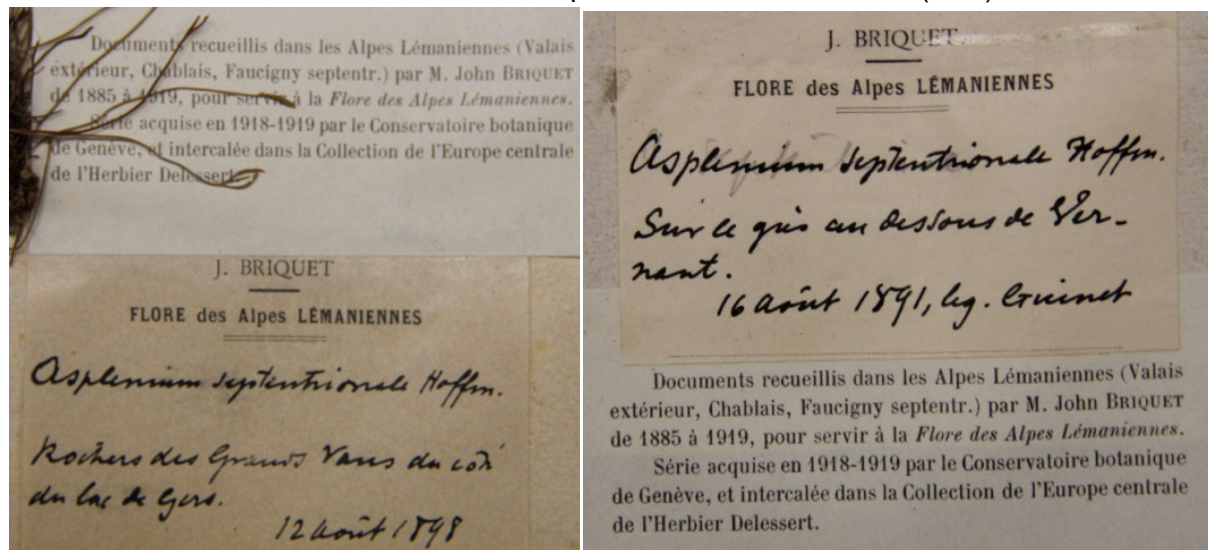 Documents recueillis dans les Alpes Lémaniennes (Valais
extérieur, Chablais, Faucigny septentr.) par M. John BRIQUET
de 1885 à 1919, pour servir à la Flore des Alpes Lémaniennes.
Série acquise en 1918-1919 par le Conservatoire botanique
de Genève, et intercalée dans la Collection de l'Europe centrale
de l'Herbier Delessert.
J. BRIQUET
FLORE des Alpes LÉMANIENNES
Asplenium septentrionale Hoffm.
Rochers des Grands Vans du côté
du lac de Gers.
12 août 1898
J. BRIQUET
FLORE des Alpes LÉMANIENNES
Asplenium septentrionale Hoffm.
Sur le grès au dessous de Ver-
nant.
16 août 1891, leg. Guinet
Documents recueillis dans les Alpes Lémaniennes (Valais
extérieur, Chablais, Faucigny septentr.) par M. John BRIQUET
de 1885 à 1919, pour servir à la Flore des Alpes Lémaniennes.
Série acquise en 1918-1919 par le Conservatoire botanique
de Genève, et intercalée dans la Collection de l'Europe centrale
de l'Herbier Delessert.